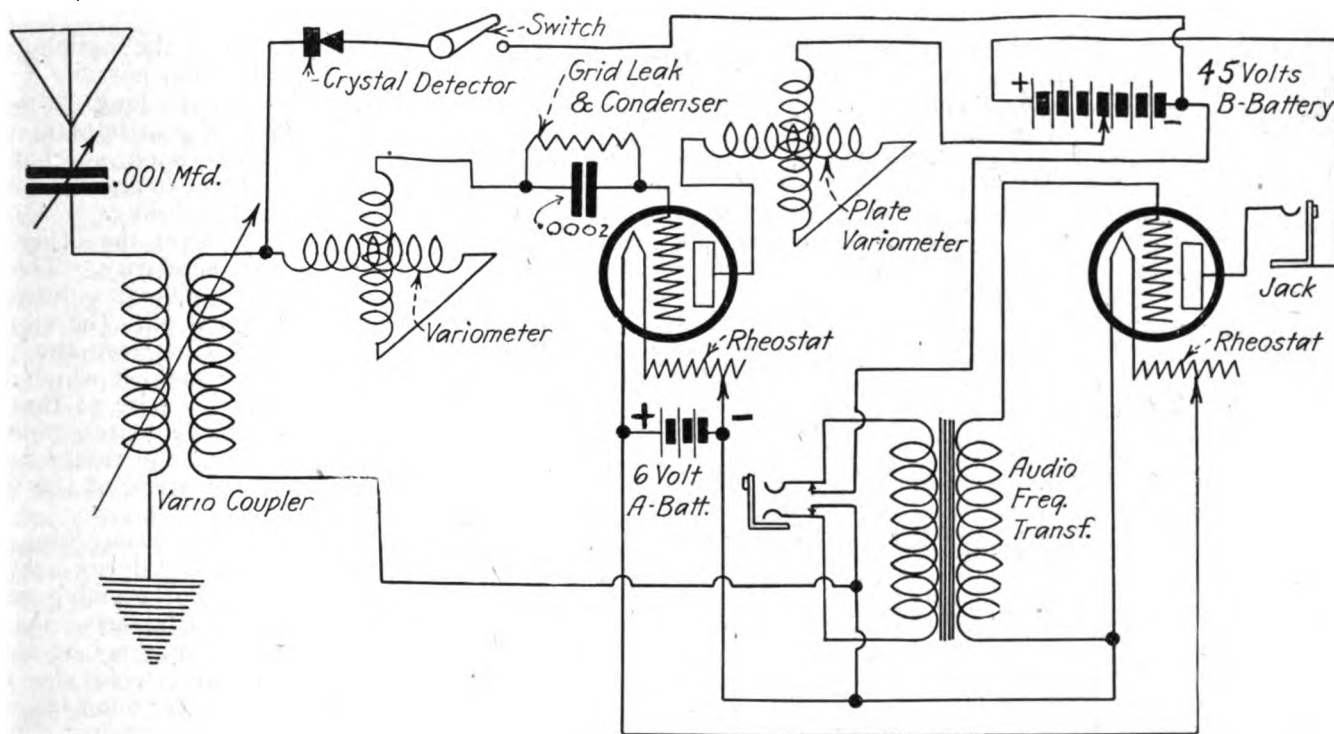 Switch
Crystal Detector
Grid Leak
& Condenser
+
45 Volts
B-Battery
-
.001 Mfd.
.0002
Plate
Variometer
Variometer
Jack
Rheostat
Rheostat
+
-
6 Volt
A-Batt.
Vario Coupler
Audio
Freq.
Transf.